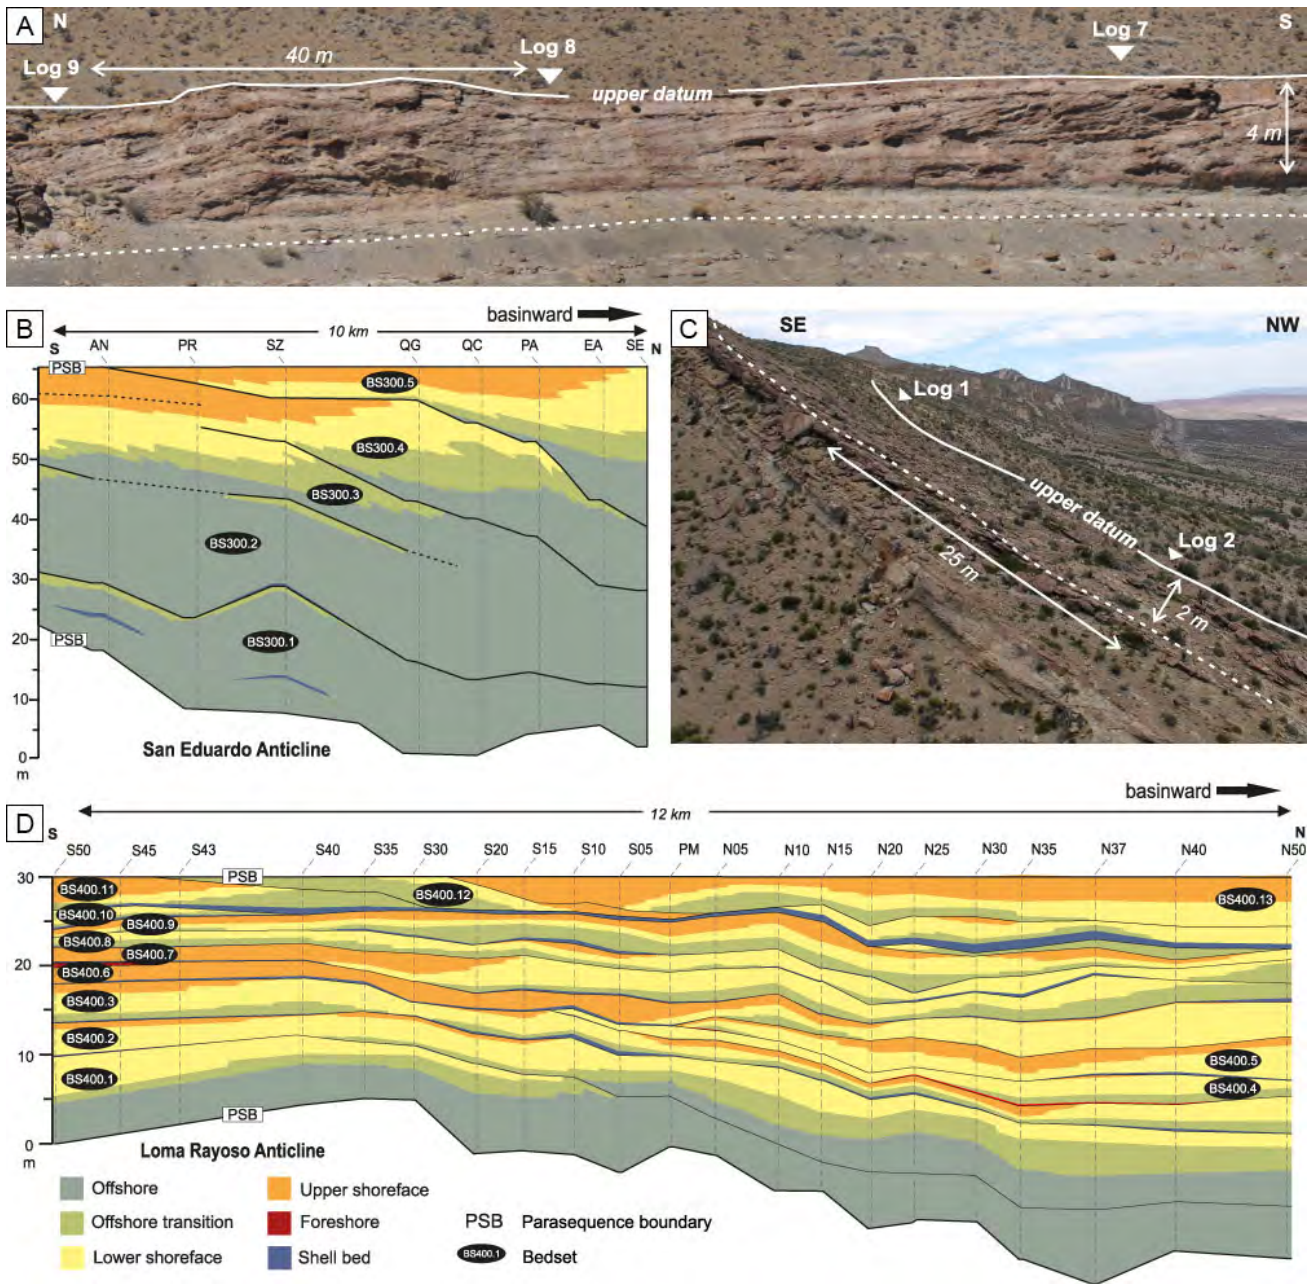 A
N
S
Log 9
40 m
Log 8
Log 7
upper datum
4 m
B
basinward
10 km
S AN PR SZ QG QC PA EA SE N
PSB
BS300.5
60
BS300.4
50
BS300.3
40
BS300.2
30
BS300.1
20
PSB
10
0
m
San Eduardo Anticline
C
SE
NW
Log 1
upper datum
Log 2
25 m
2 m
D
basinward
12 km
S
N
S50 S45 S43 S40 S35 S30 S20 S15 S10 S05 PM N05 N10 N15 N20 N25 N30 N35 N37 N40 N50
30
PSB
BS400.11
BS400.12
BS400.13
BS400.10
BS400.9
BS400.8
BS400.7
20
BS400.6
BS400.3
BS400.2
10
BS400.5
BS400.1
BS400.4
PSB
0
m
Loma Rayoso Anticline
Offshore
Upper shoreface
PSB Parasequence boundary
Offshore transition
Foreshore
BS400.1 Bedset
Lower shoreface
Shell bed